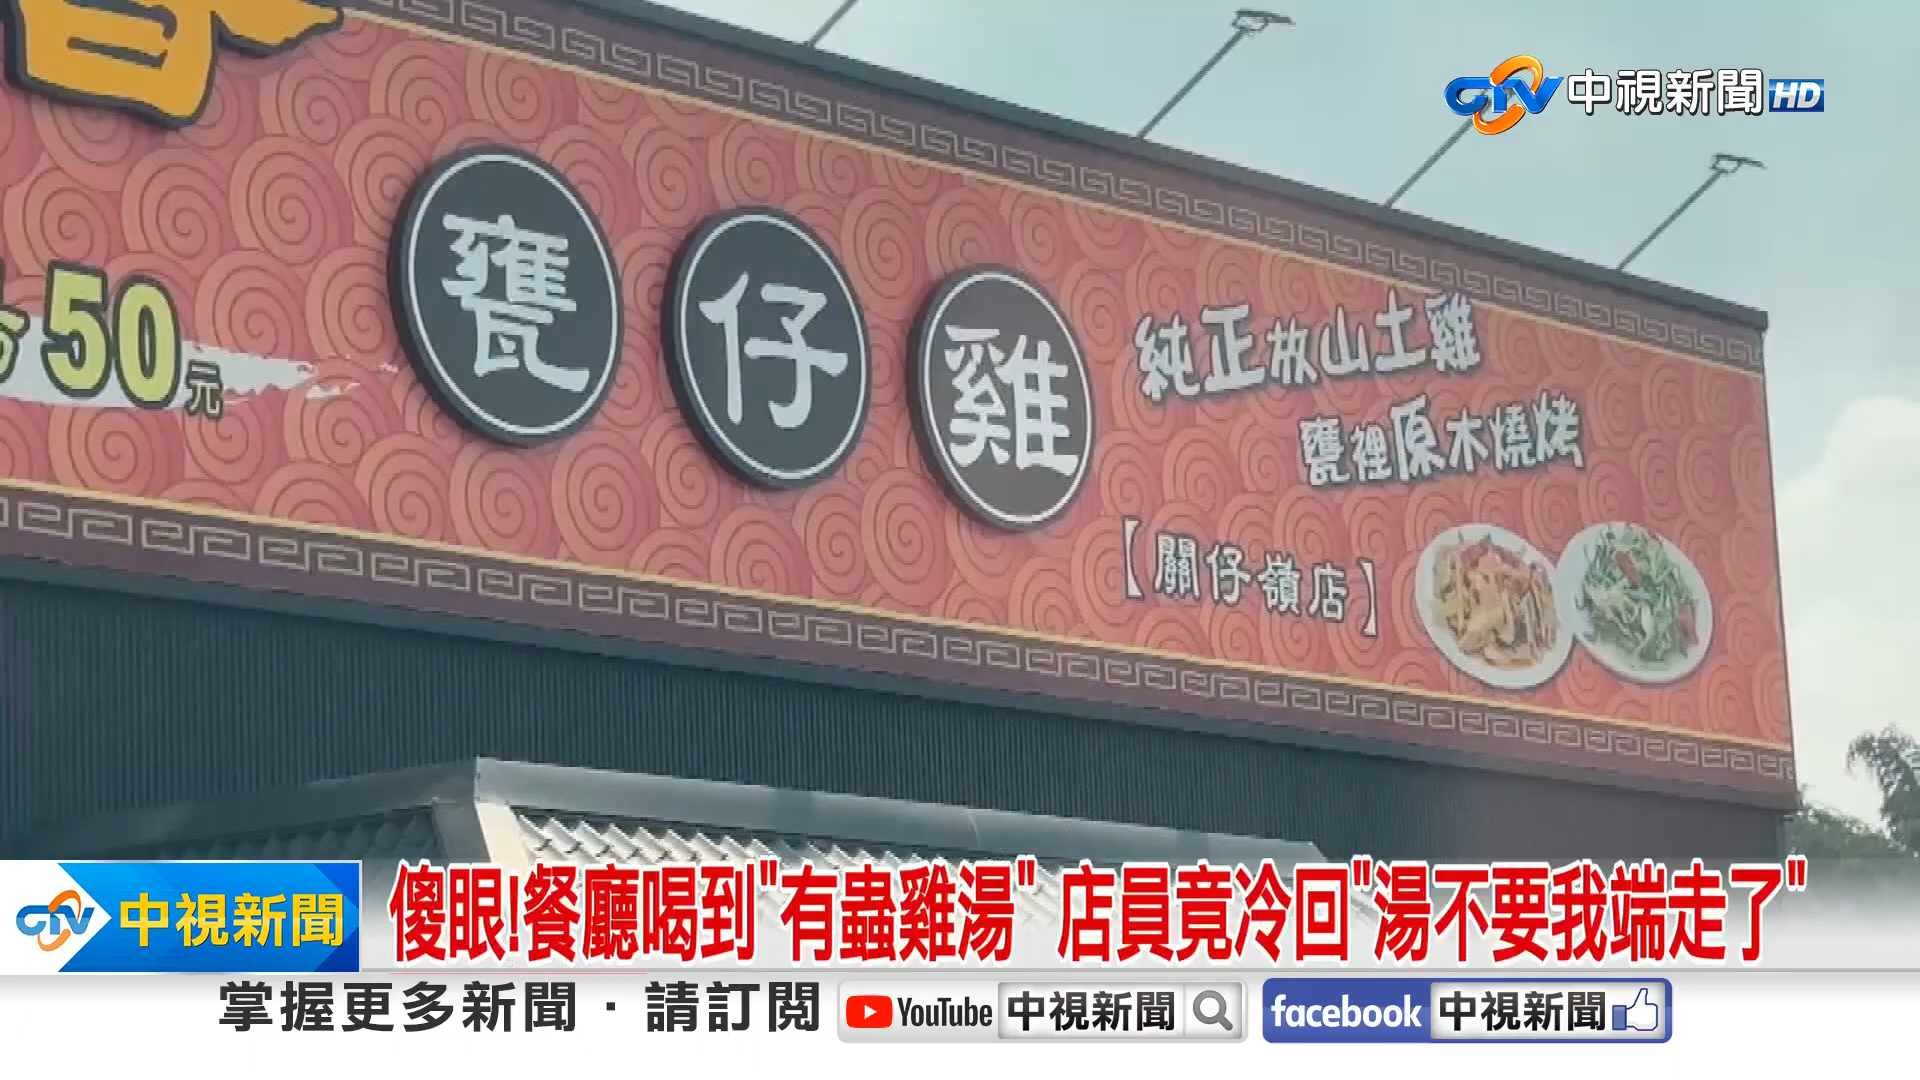 CTV 中視新聞 HD
50元
甕仔雞
純正放山土雞
甕裡原木燒烤
【關仔嶺店】
CTV 中視新聞
傻眼!餐廳喝到"有蟲雞湯" 店員竟冷回"湯不要我端走了"
掌握更多新聞·請訂閱 YouTube 中視新聞 facebook 中視新聞